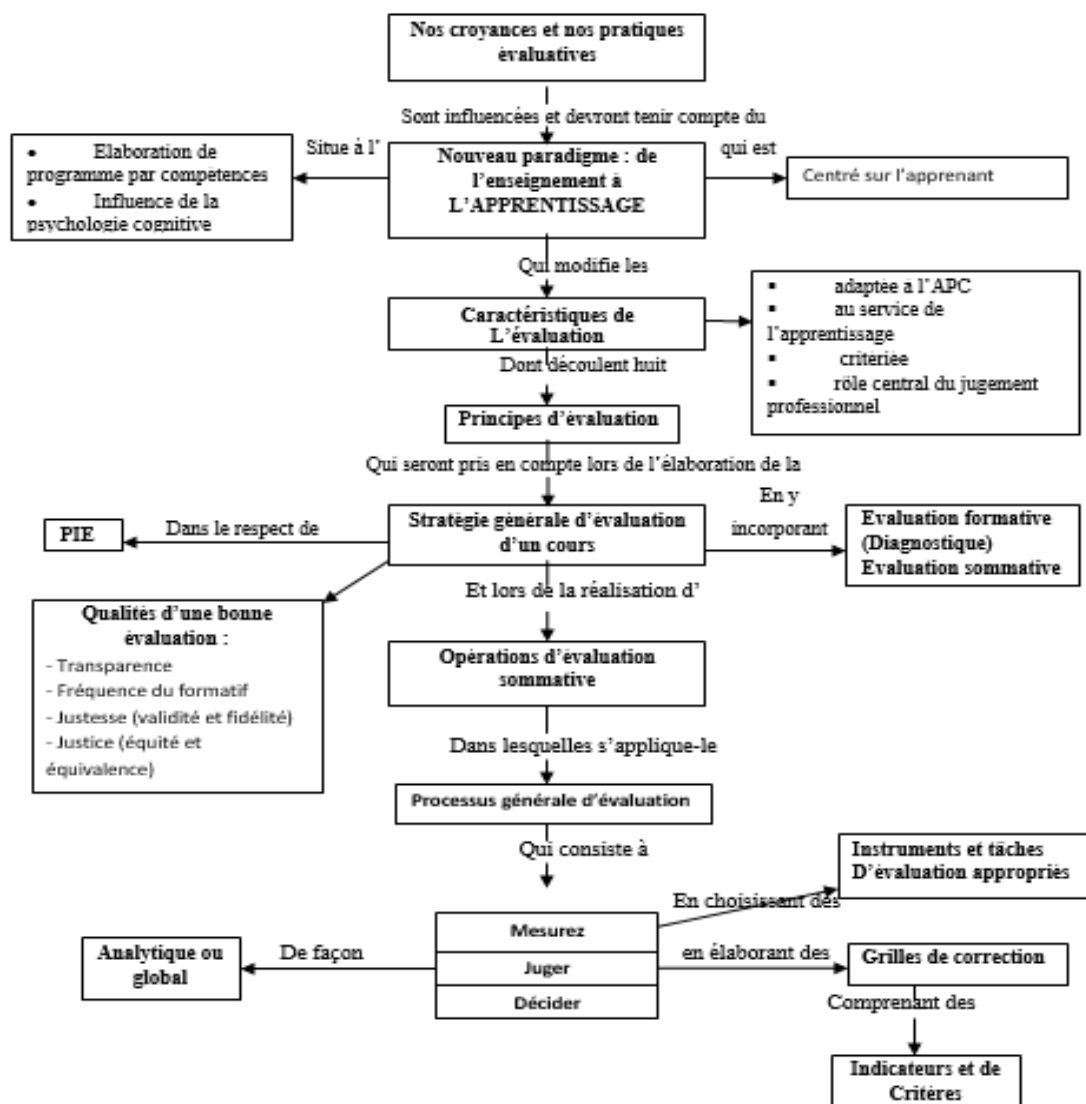 Nos croyances et nos pratiques
évaluatives
Sont influencées et devront tenir compte du
• Elaboration de
programme par compétences
• Influence de la
psychologie cognitive
Situe à l'
Nouveau paradigme : de
l'enseignement à
L'APPRENTISSAGE
qui est
Centré sur l'apprenant
Qui modifie les
Caractéristiques de
L'évaluation
▪ adaptée à l'APC
▪ au service de
l'apprentissage
▪ critériée
▪ rôle central du jugement
professionnel
Dont découlent huit
Principes d'évaluation
Qui seront pris en compte lors de l'élaboration de la
PIE
Dans le respect de
Stratégie générale d'évaluation
d'un cours
En y
incorporant
Evaluation formative
(Diagnostique)
Evaluation sommative
Et lors de la réalisation d'
Qualités d'une bonne
évaluation :
- Transparence
- Fréquence du formatif
- Justesse (validité et fidélité)
- Justice (équité et
équivalence)
Opérations d'évaluation
sommative
Dans lesquelles s'applique-le
Processus générale d'évaluation
Qui consiste à
Instruments et tâches
D'évaluation appropriés
En choisissant des
Mesurez
Juger
Décider
De façon
Analytique ou
global
en élaborant des
Grilles de correction
Comprenant des
Indicateurs et de
Critères